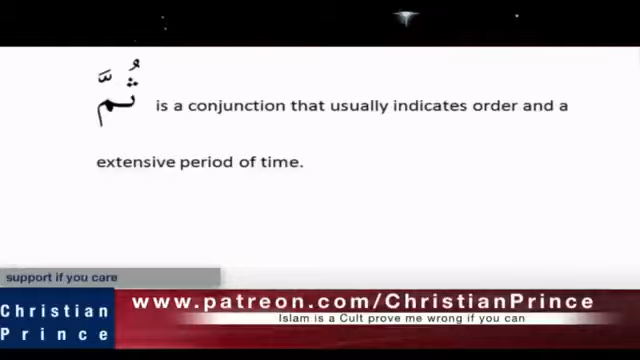 ثُمَّ is a conjunction that usually indicates order and a
extensive period of time.
support if you care
Christian
Prince
www.patreon.com/ChristianPrince
Islam is a Cult prove me wrong if you can